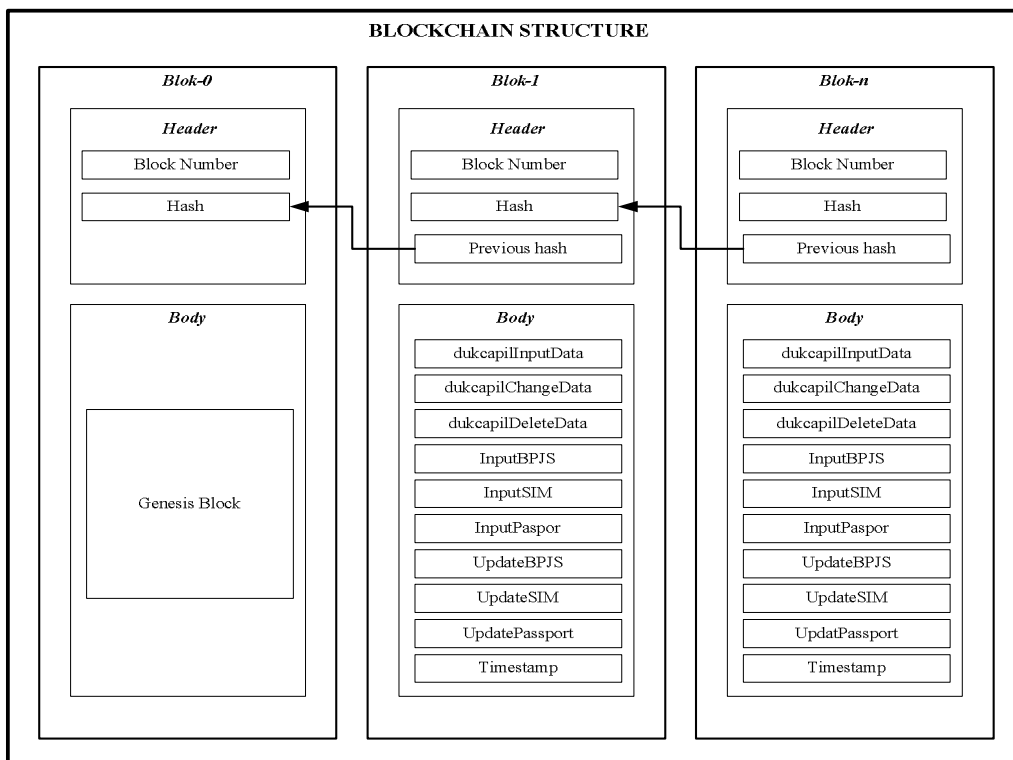 BLOCKCHAIN STRUCTURE
Blok-0
Header
Block Number
Hash
Body
Genesis Block
Blok-1
Header
Block Number
Hash
Previous hash
Body
dukcapilInputData
dukcapilChangeData
dukcapilDeleteData
InputBPJS
InputSIM
InputPaspor
UpdateBPJS
UpdateSIM
UpdatePassport
Timestamp
Blok-n
Header
Block Number
Hash
Previous hash
Body
dukcapilInputData
dukcapilChangeData
dukcapilDeleteData
InputBPJS
InputSIM
InputPaspor
UpdateBPJS
UpdateSIM
UpdatPassport
Timestamp